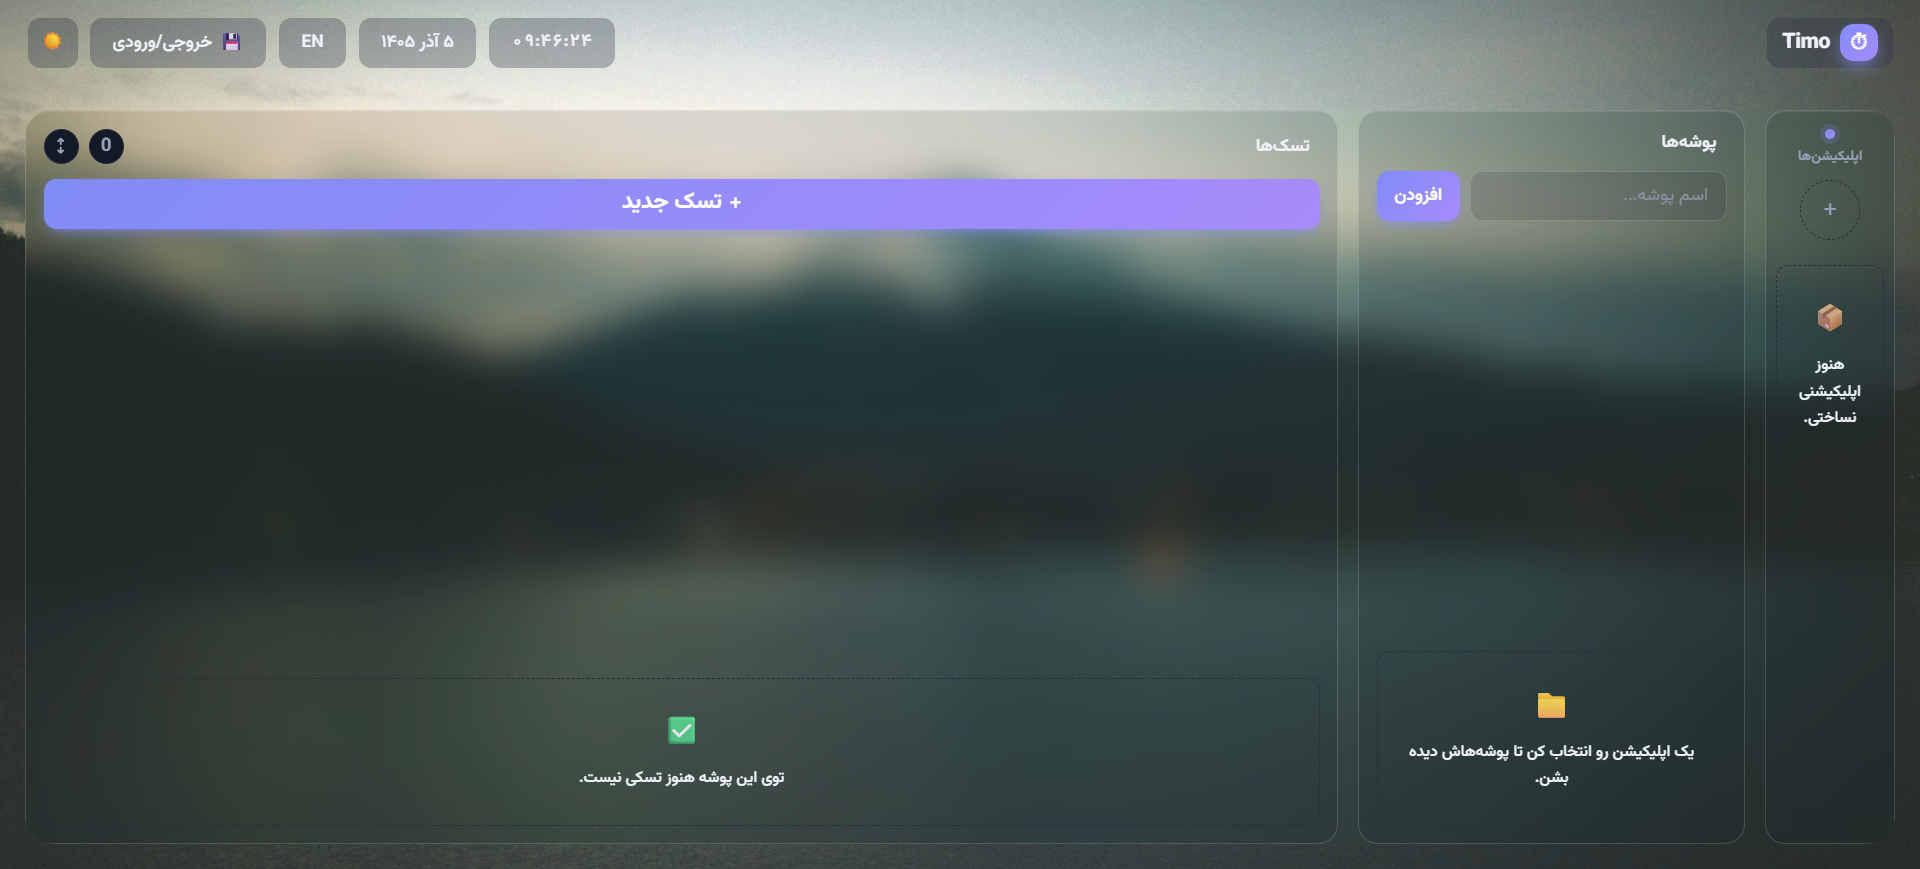 Timo
۰۹:۴۶:۲۴
۵ آذر ۱۴۰۵
EN
خروجی/ورودی
اپلیکیشن‌ها
+
هنوز
اپلیکیشنی
نساختی.
پوشه‌ها
اسم پوشه...
افزودن
یک اپلیکیشن رو انتخاب کن تا پوشه‌هاش دیده
بشن.
تسک‌ها
0
+ تسک جدید
توی این پوشه هنوز تسکی نیست.